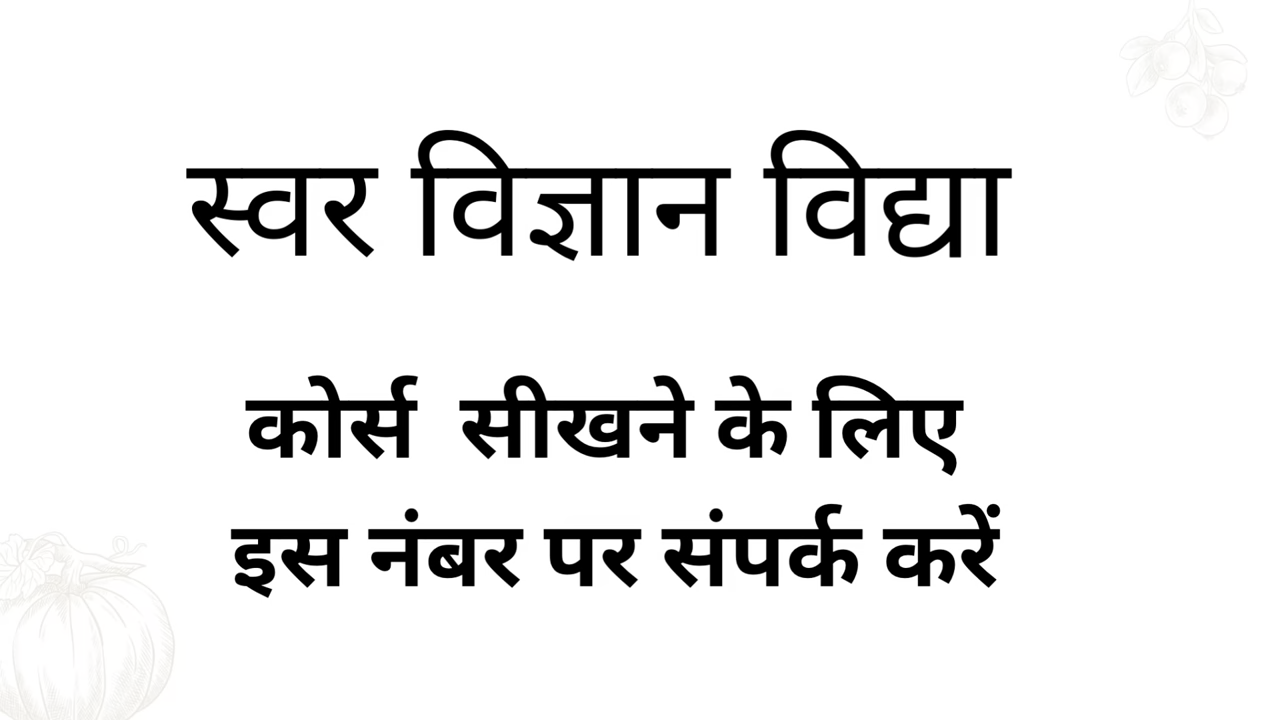 स्वर विज्ञान विद्या
कोर्स सीखने के लिए
इस नंबर पर संपर्क करें